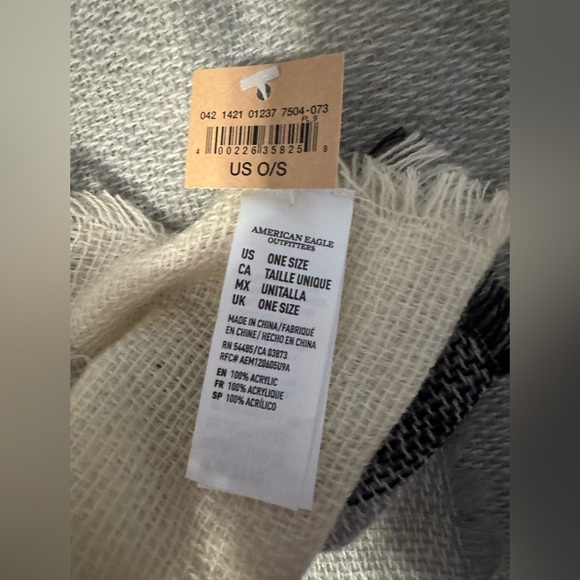 042 1421 01237 7504-073
FL_9
4 00226 35825 9
US O/S
AMERICAN EAGLE
OUTFITTERS
US ONE SIZE
CA TAILLE UNIQUE
MX UNITALLA
UK ONE SIZE
MADE IN CHINA/FABRIQUÉ
EN CHINE/HECHO EN CHINA
RN 54485/CA 03873
RFC# AEM120605U9A
EN 100% ACRYLIC
FR 100% ACRYLIQUE
SP 100% ACRÍLICO